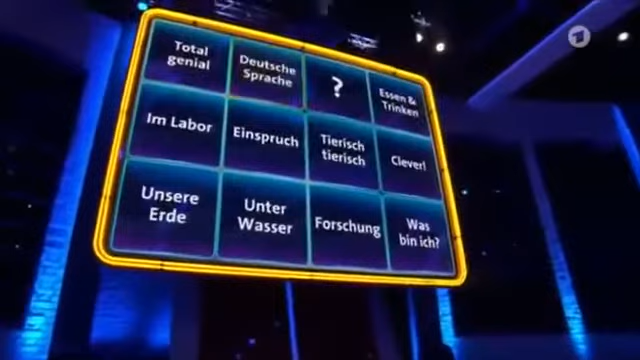 Total
genial
Deutsche
Sprache
?
Essen &
Trinken
Im Labor
Einspruch
Tierisch
tierisch
Clever!
Unsere
Erde
Unter
Wasser
Forschung
Was
bin ich?
1